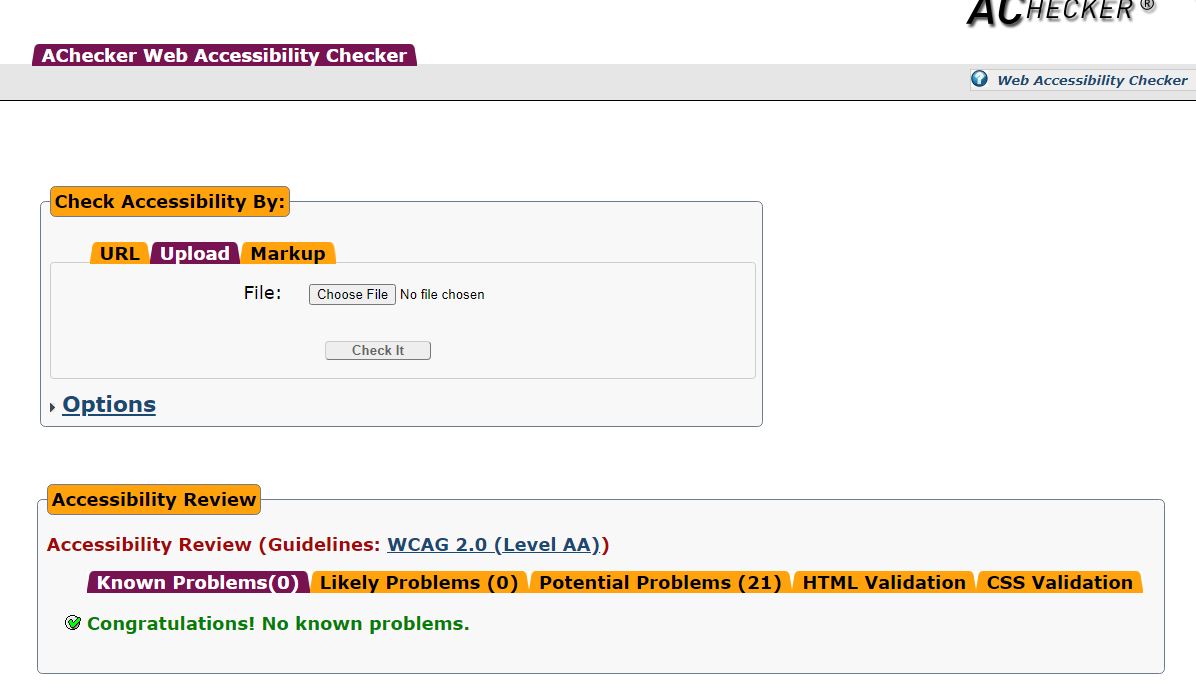 ACHECKER®
AChecker Web Accessibility Checker
Web Accessibility Checker
Check Accessibility By:
URL Upload Markup
File: Choose File No file chosen
Check It
Options
Accessibility Review
Accessibility Review (Guidelines: WCAG 2.0 (Level AA))
Known Problems(0) Likely Problems (0) Potential Problems (21) HTML Validation CSS Validation
Congratulations! No known problems.